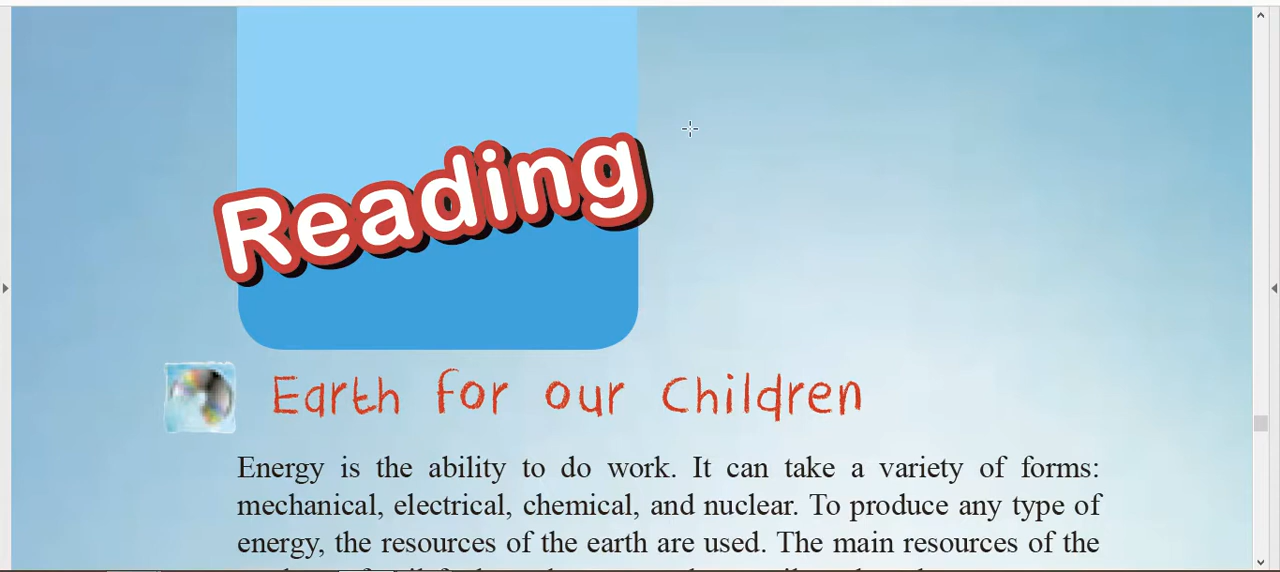 Reading
Earth for our Children
Energy is the ability to do work. It can take a variety of forms:
mechanical, electrical, chemical, and nuclear. To produce any type of
energy, the resources of the earth are used. The main resources of the